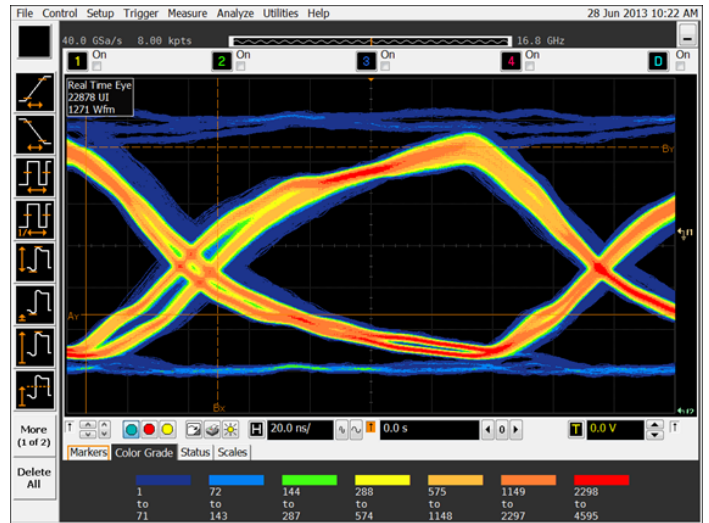 File Control Setup Trigger Measure Analyze Utilities Help 28 Jun 2013 10:22 AM
40.0 GSa/s 8.00 kpts 16.8 GHz
1 On 2 On 3 On 4 On D On
Real Time Eye
22878 UI
1271 Wfm
By
f1
Ay
Bx
f2
More
(1 of 2)
Delete
All
H 20.0 ns/ T 0.0 s 0 T 0.0 V
Markers Color Grade Status Scales
1 72 144 288 575 1149 2298
to to to to to to to
71 143 287 574 1148 2297 4595